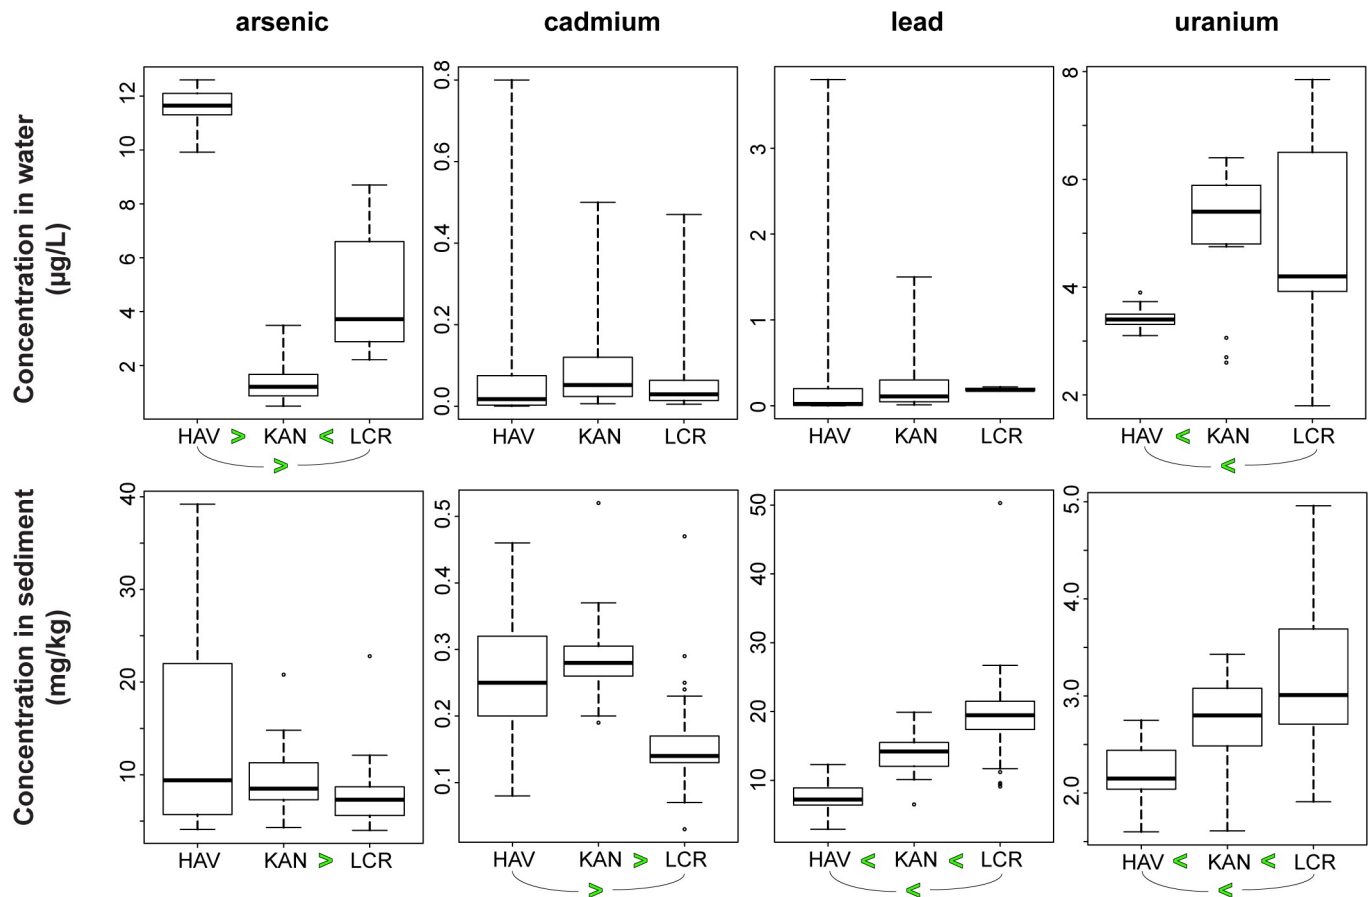 arsenic cadmium lead uranium
Concentration in water
(µg/L)
2 4 6 8 10 12
0.0 0.2 0.4 0.6 0.8
0 1 2 3
2 4 6 8
HAV > KAN < LCR
>
HAV KAN LCR
HAV KAN LCR
HAV < KAN LCR
<
Concentration in sediment
(mg/kg)
10 20 30 40
0.1 0.2 0.3 0.4 0.5
10 20 30 40 50
2.0 3.0 4.0 5.0
HAV KAN > LCR
HAV KAN > LCR
>
HAV < KAN < LCR
<
HAV < KAN < LCR
<